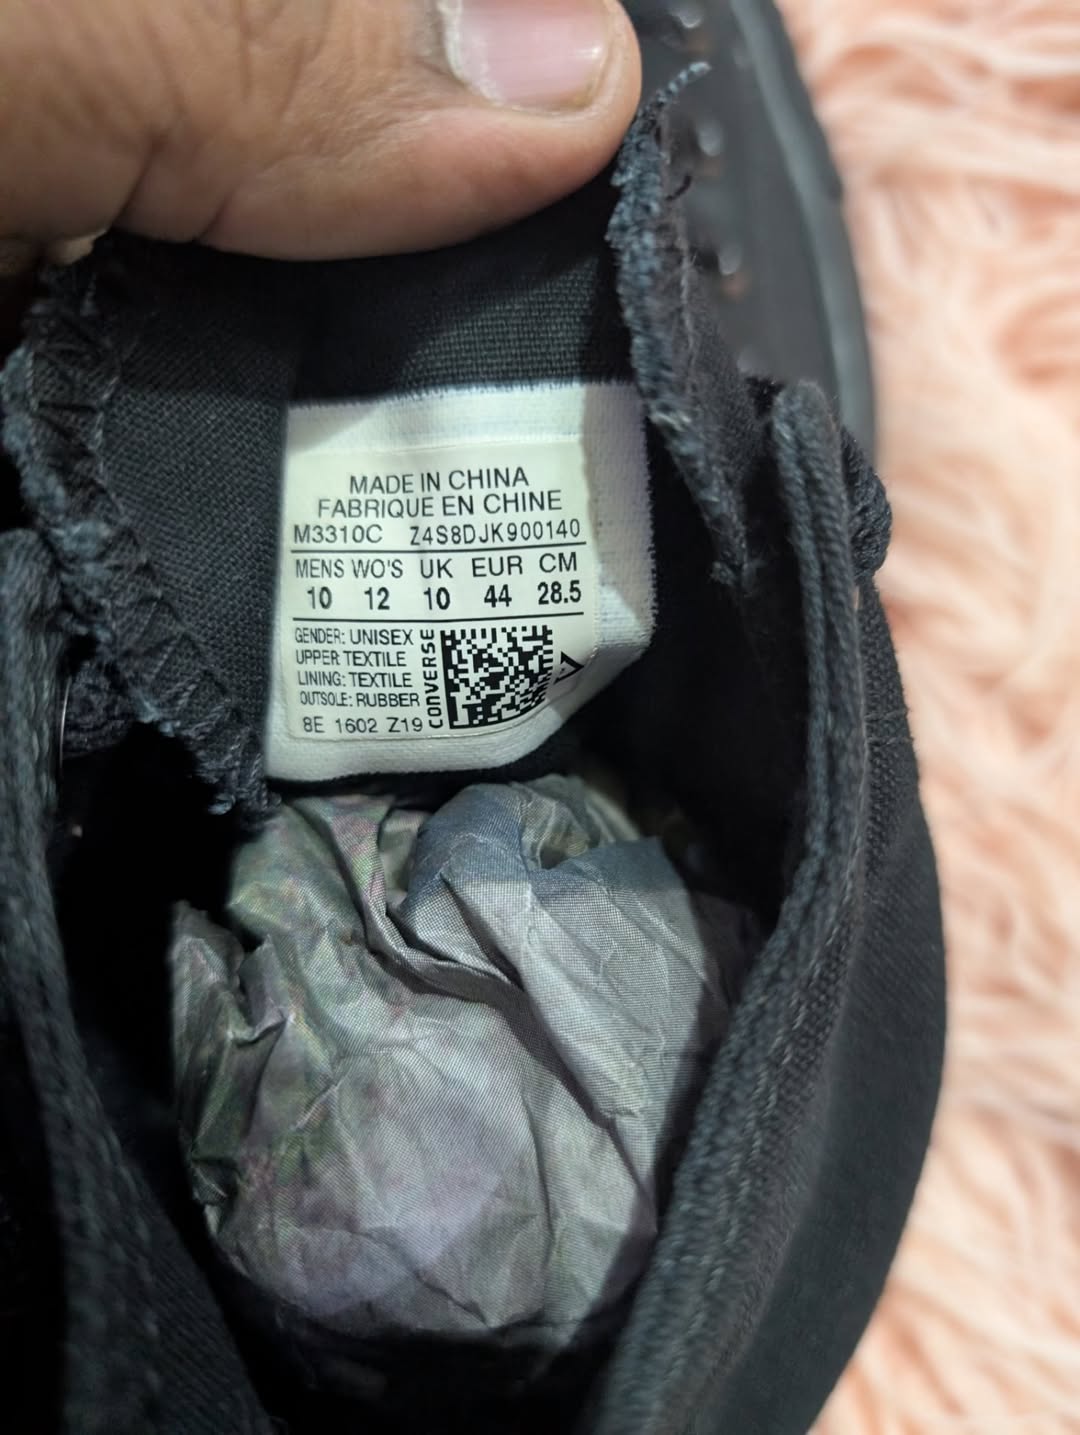 MADE IN CHINA
FABRIQUE EN CHINE
M3310C Z4S8DJK900140
MENS WO'S UK EUR CM
10 12 10 44 28.5
GENDER: UNISEX
UPPER TEXTILE
LINING: TEXTILE
OUTSOLE: RUBBER
8E 1602 Z19
CONVERSE